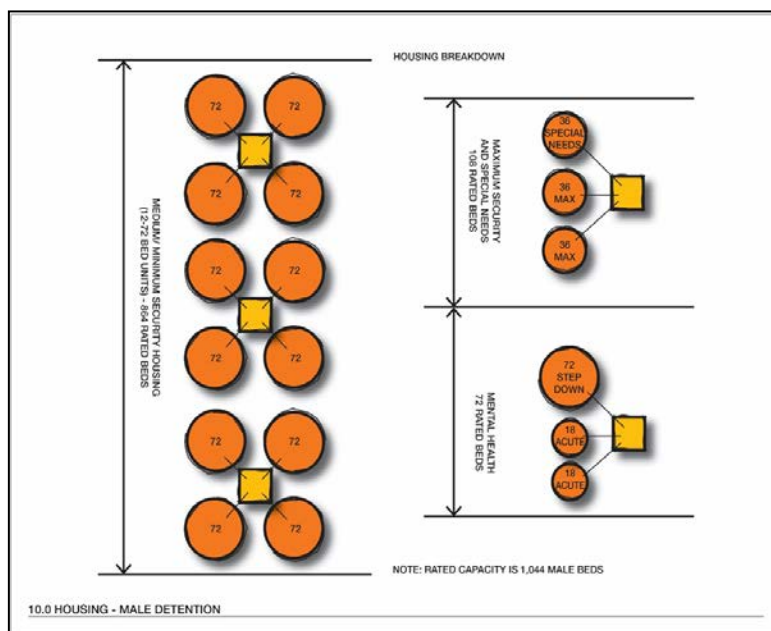 HOUSING BREAKDOWN
MEDIUM/ MINIMUM SECURITY HOUSING
(12-72 BED UNITS) - 864 RATED BEDS
72
72
72
72
72
72
72
72
72
72
72
72
MAXIMUM SECURITY
AND SPECIAL NEEDS
108 RATED BEDS
36
SPECIAL
NEEDS
36
MAX
36
MAX
MENTAL HEALTH
72 RATED BEDS
72
STEP
DOWN
18
ACUTE
18
ACUTE
NOTE: RATED CAPACITY IS 1,044 MALE BEDS
10.0 HOUSING - MALE DETENTION